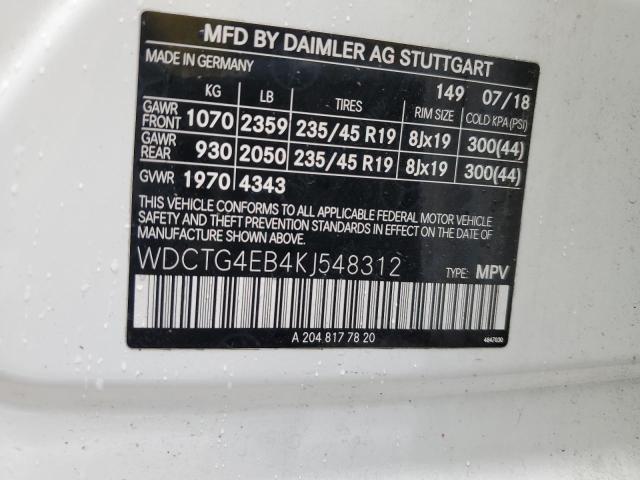 MFD BY DAIMLER AG STUTTGART
MADE IN GERMANY 149 07/18
KG LB TIRES RIM SIZE COLD KPA(PSI)
GAWR FRONT 1070 2359 235/45 R19 8Jx19 300(44)
GAWR REAR 930 2050 235/45 R19 8Jx19 300(44)
GVWR 1970 4343
THIS VEHICLE CONFORMS TO ALL APPLICABLE FEDERAL MOTOR VEHICLE
SAFETY AND THEFT PREVENTION STANDARDS IN EFFECT ON THE DATE OF
MANUFACTURE SHOWN ABOVE.
WDCTG4EB4KJ548312 TYPE: MPV
A 204 817 78 20 4847030